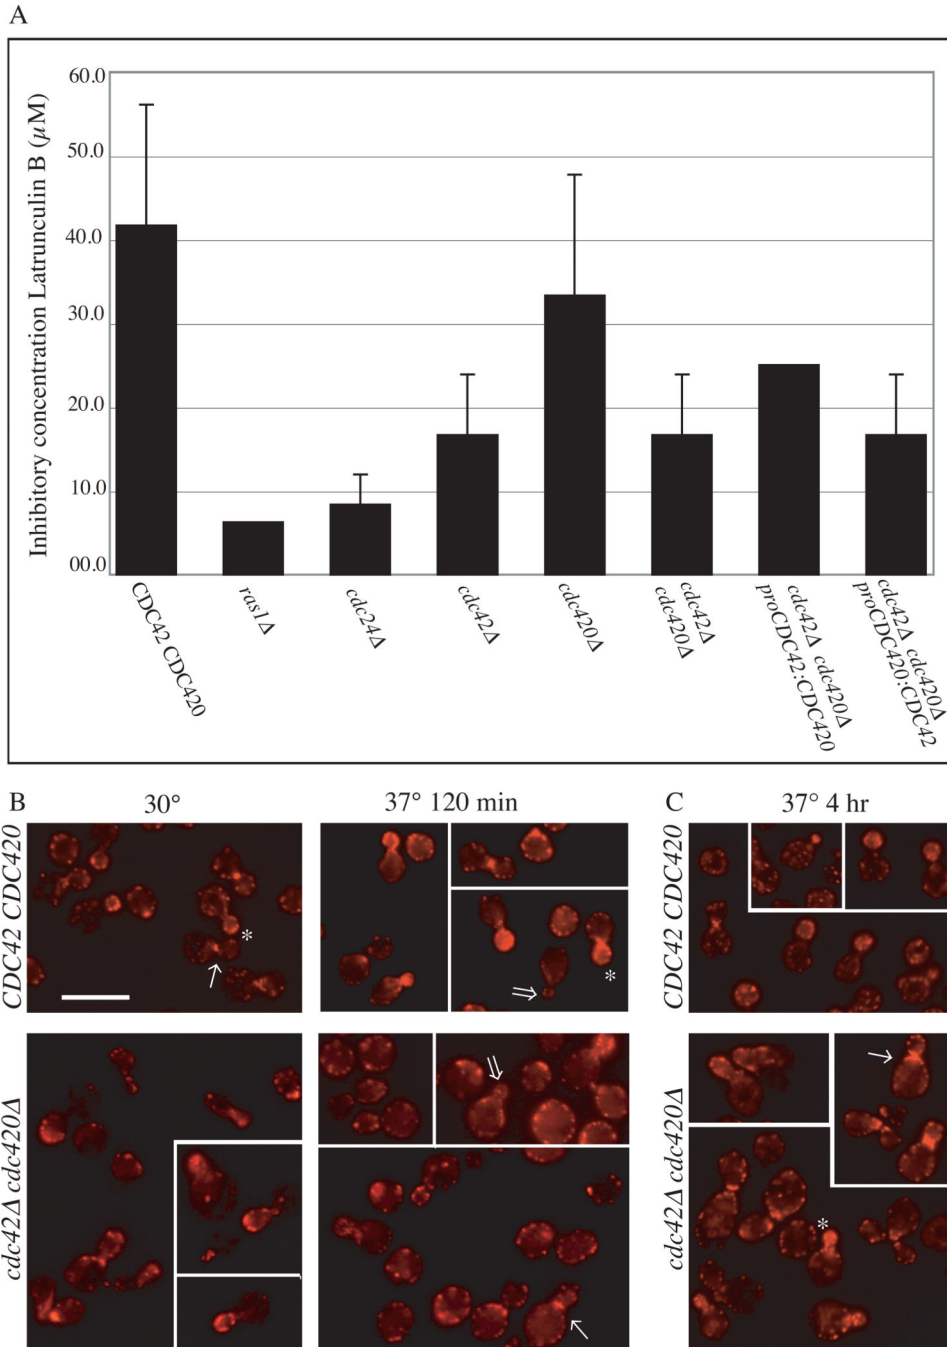 A
Inhibitory concentration Latrunculin B (µM)
60.0
50.0
40.0
30.0
20.0
10.0
00.0
CDC42 CDC420
ras1Δ
cdc24Δ
cdc42Δ
cdc420Δ
cdc42Δ
cdc420Δ
cdc42Δ cdc420Δ
proCDC42:CDC420
cdc42Δ cdc420Δ
proCDC420:CDC42
B
30°
37° 120 min
C
37° 4 hr
CDC42 CDC420
*
*
CDC42 CDC420
cdc42Δ cdc420Δ
cdc42Δ cdc420Δ
*